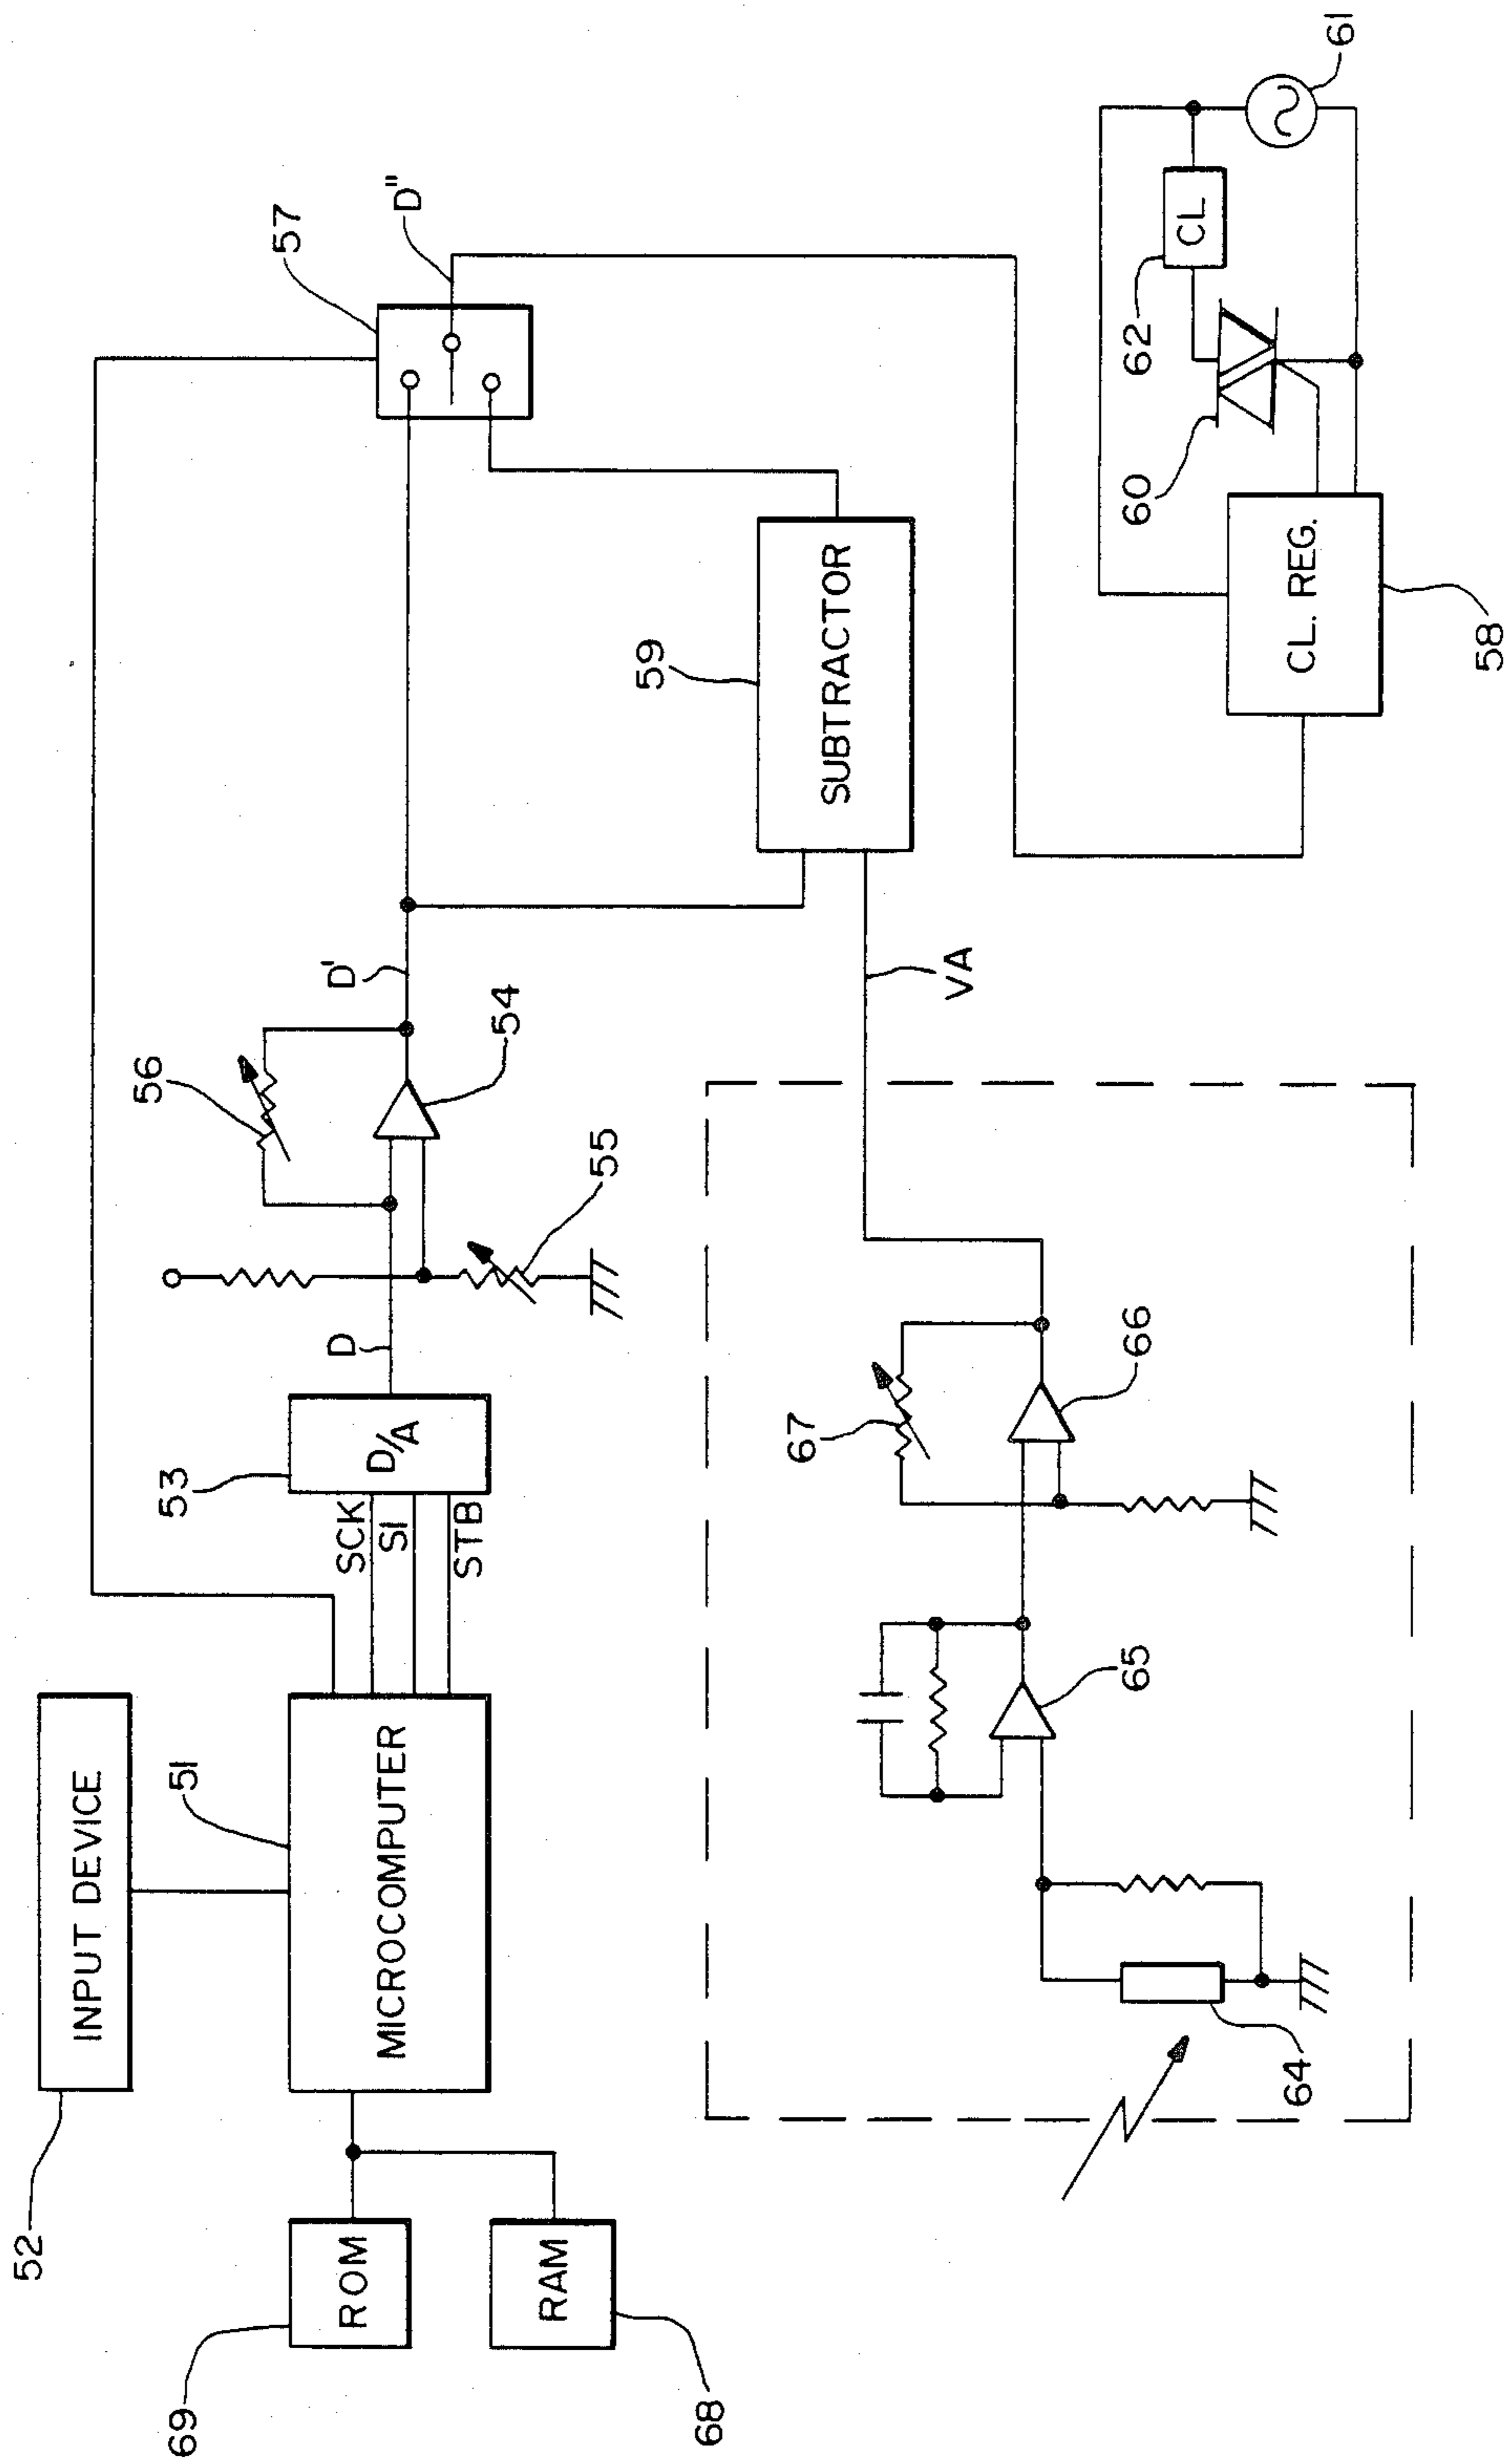 52
INPUT DEVICE
51
69
ROM
MICROCOMPUTER
SCK
SI
STB
53
D/A
D
55
56
54
D'
57
D"
68
RAM
59
SUBTRACTOR
VA
64
65
67
66
58
CL. REG.
60
62
CL
61